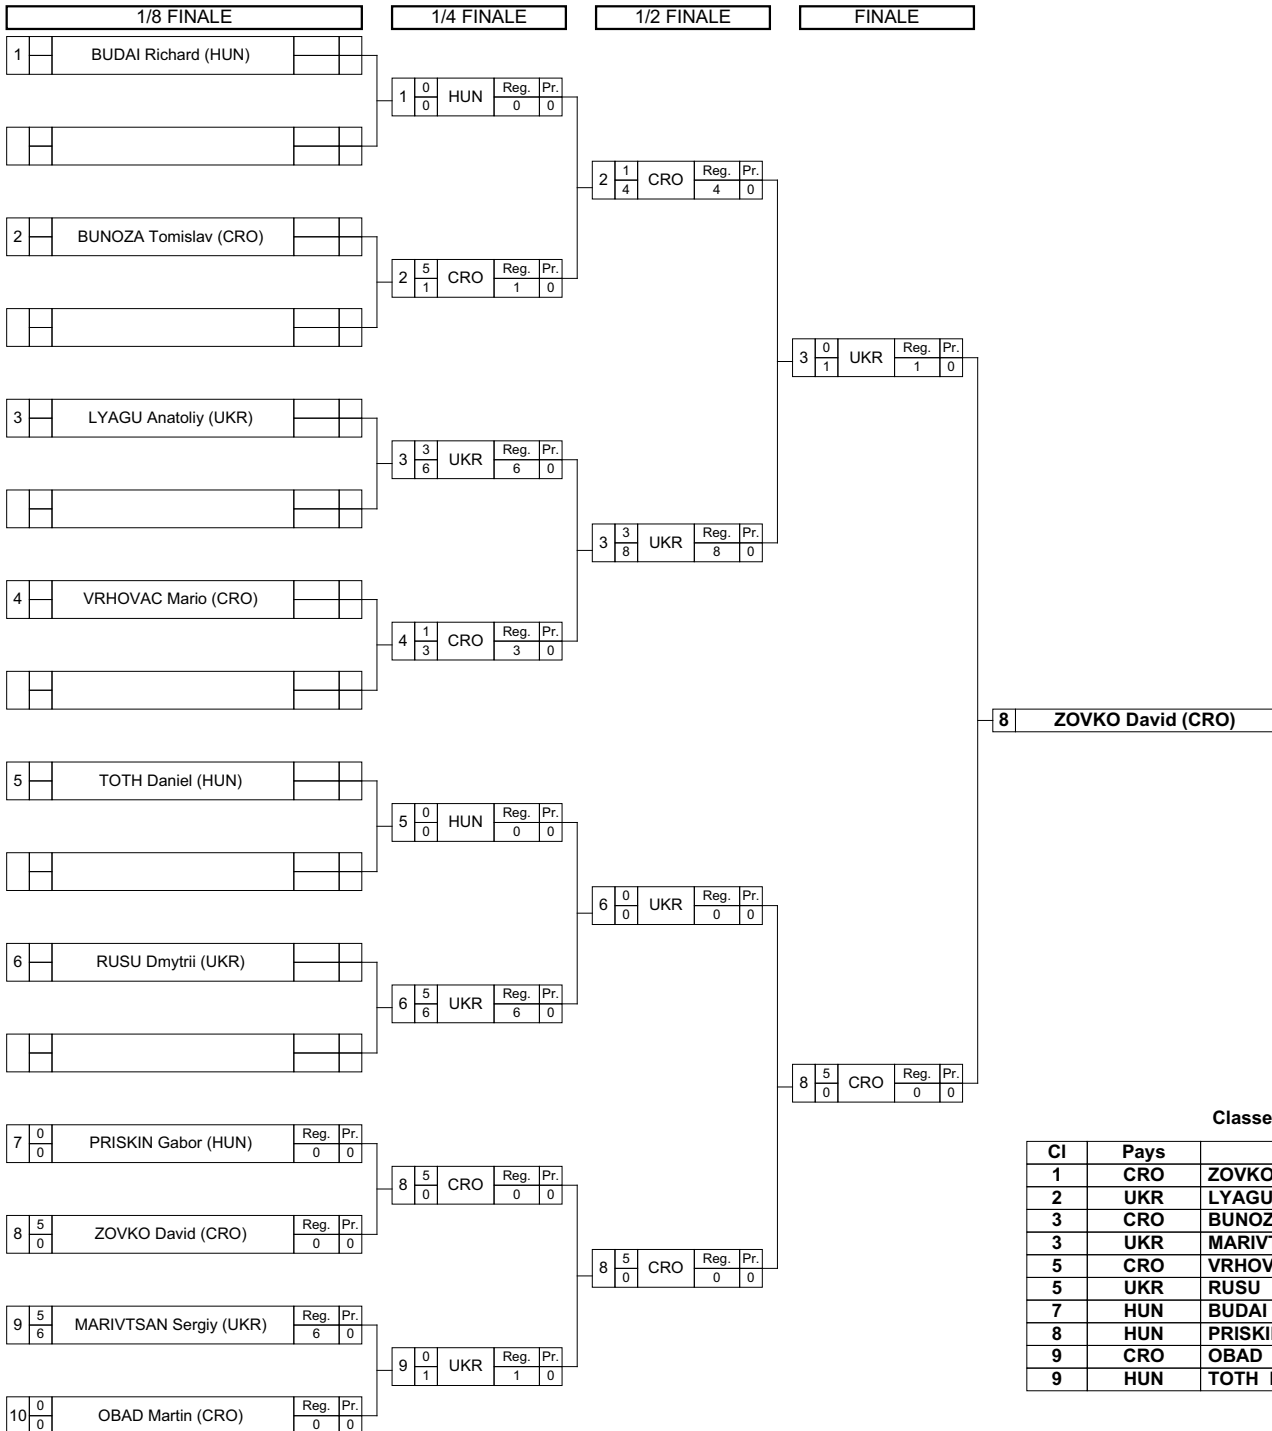 1/8 FINALE 1/4 FINALE 1/2 FINALE FINALE
1 BUDAI Richard (HUN)
1 0 0 HUN Reg. 0 Pr. 0
2 1 4 CRO Reg. 4 Pr. 0
2 BUNOZA Tomislav (CRO)
2 5 1 CRO Reg. 1 Pr. 0
3 0 1 UKR Reg. 1 Pr. 0
3 LYAGU Anatoliy (UKR)
3 3 6 UKR Reg. 6 Pr. 0
3 3 8 UKR Reg. 8 Pr. 0
4 VRHOVAC Mario (CRO)
4 1 3 CRO Reg. 3 Pr. 0
8 ZOVKO David (CRO)
5 TOTH Daniel (HUN)
5 0 0 HUN Reg. 0 Pr. 0
6 0 0 UKR Reg. 0 Pr. 0
6 RUSU Dmytrii (UKR)
6 5 6 UKR Reg. 6 Pr. 0
8 5 0 CRO Reg. 0 Pr. 0
7 0 0 PRISKIN Gabor (HUN) Reg. 0 Pr. 0
8 5 0 CRO Reg. 0 Pr. 0
8 5 0 ZOVKO David (CRO) Reg. 0 Pr. 0
8 5 0 CRO Reg. 0 Pr. 0
9 5 6 MARIVTSAN Sergiy (UKR) Reg. 6 Pr. 0
9 0 1 UKR Reg. 1 Pr. 0
10 0 0 OBAD Martin (CRO) Reg. 0 Pr. 0
Classe
Cl Pays
1 CRO ZOVKO
2 UKR LYAGU
3 CRO BUNOZ
3 UKR MARIVT
5 CRO VRHOV
5 UKR RUSU
7 HUN BUDAI
8 HUN PRISKI
9 CRO OBAD
9 HUN TOTH